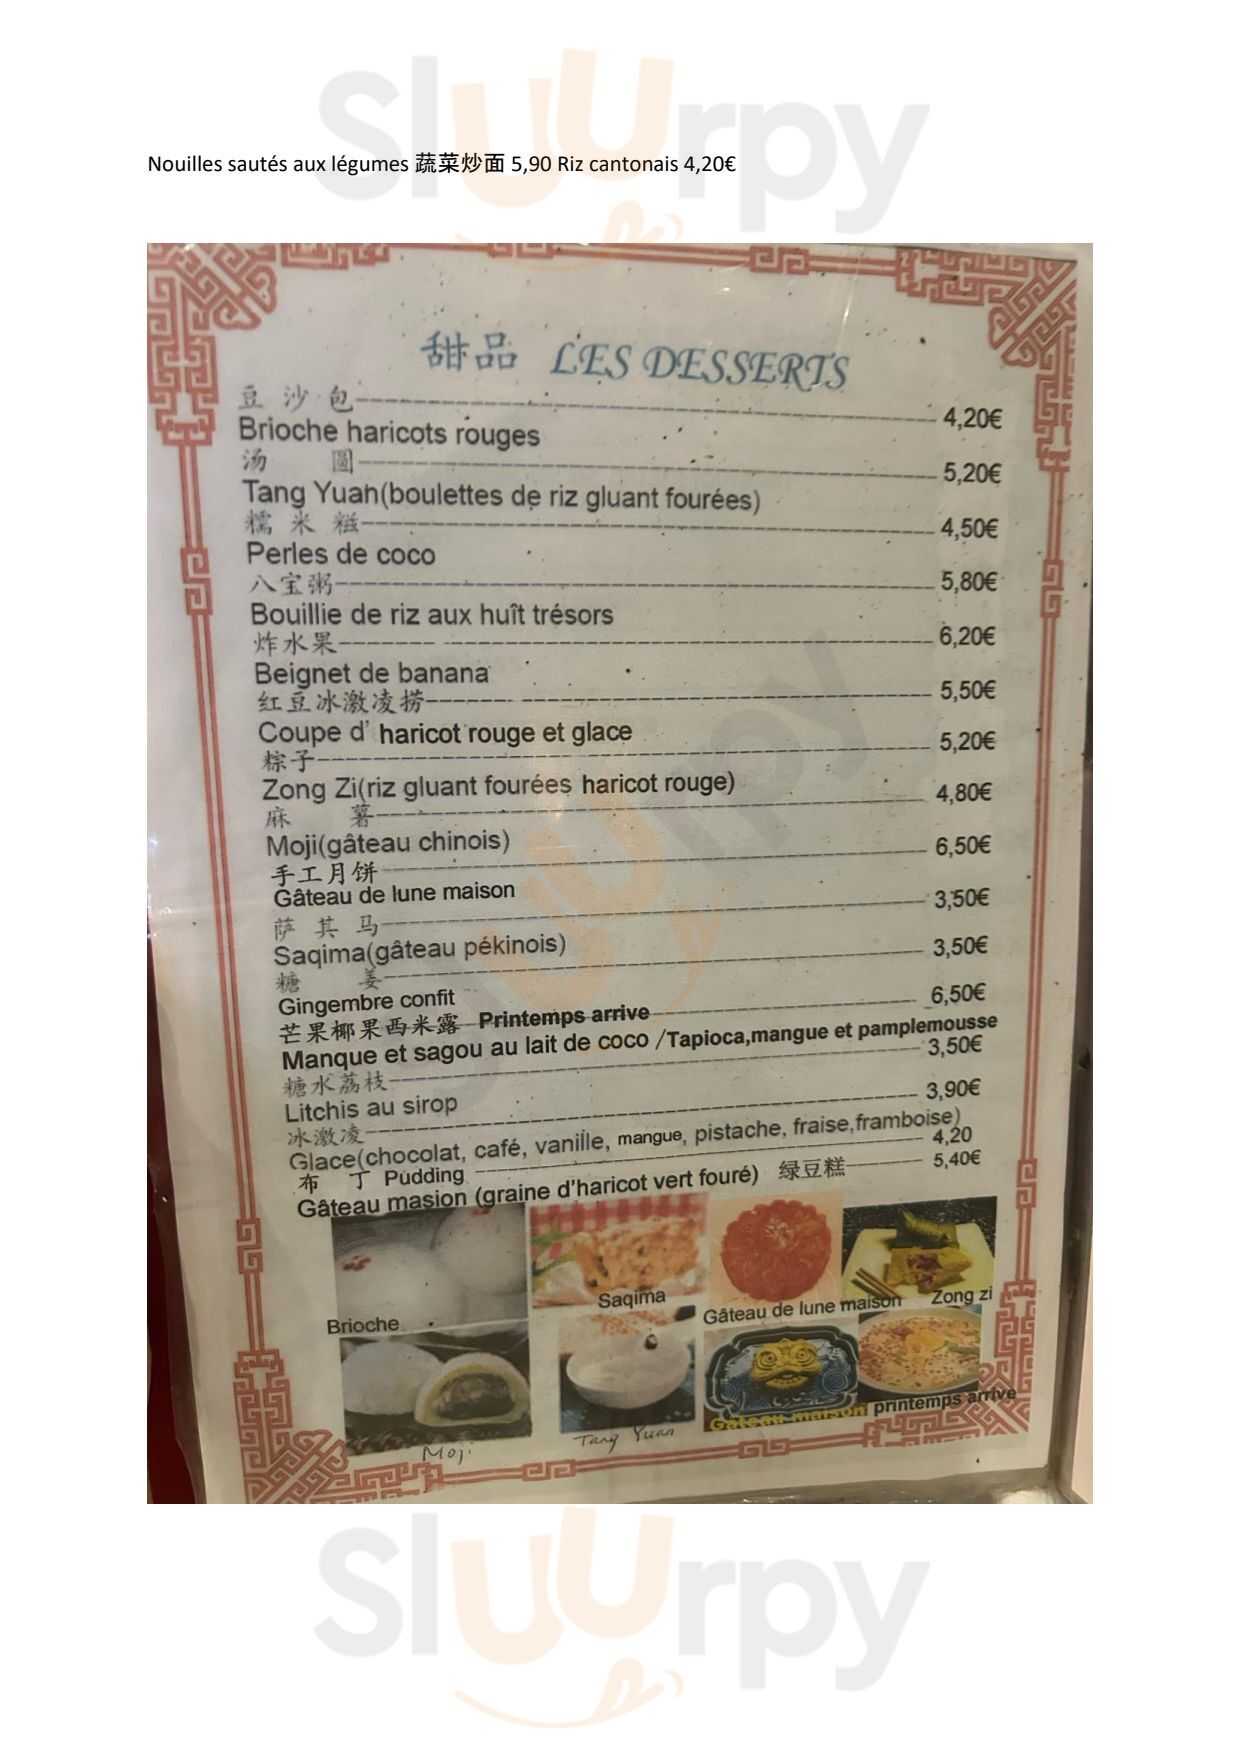 Sluurpy
Nouilles sautés aux légumes 蔬菜炒面 5,90 Riz cantonais 4,20€
甜品 LES DESSERTS
豆沙包 4,20€
Brioche haricots rouges
汤圆 5,20€
Tang Yuan(boulettes de riz gluant fourées)
糯米糍 4,50€
Perles de coco
八宝粥 5,80€
Bouillie de riz aux huît trésors
炸水果 6,20€
Beignet de banana
红豆冰激凌捞 5,50€
Coupe d' haricot rouge et glace
粽子 5,20€
Zong Zi(riz gluant fourées haricot rouge)
麻薯 4,80€
Moji(gâteau chinois)
手工月饼 6,50€
Gâteau de lune maison
萨其马 3,50€
Saqima(gâteau pékinois)
糖姜 3,50€
Gingembre confit
芒果椰果西米露 Printemps arrive 6,50€
Manque et sagou au lait de coco /Tapioca,mangue et pamplemousse
糖水荔枝 3,50€
Litchis au sirop
冰激凌 3,90€
Glace(chocolat, café, vanille, mangue, pistache, fraise,framboise)
布丁 Pudding 4,20
Gâteau masion (graine d'haricot vert fouré) 绿豆糕 5,40€
Brioche
Saqima
Gâteau de lune maison
Zong zi
Moji
Tang Yuan
Gâteau maison
printemps arrive
Sluurpy
Sluurpy